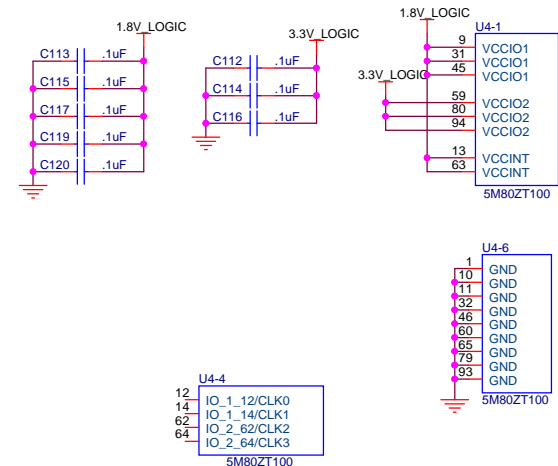 1.8V_LOGIC
C113 .1uF
C115 .1uF
C117 .1uF
C119 .1uF
C120 .1uF
3.3V_LOGIC
C112 .1uF
C114 .1uF
C116 .1uF
1.8V_LOGIC
3.3V_LOGIC
U4-1
9 VCCIO1
31 VCCIO1
45 VCCIO1
59 VCCIO2
80 VCCIO2
94 VCCIO2
13 VCCINT
63 VCCINT
5M80ZT100
U4-6
1 GND
10 GND
11 GND
32 GND
46 GND
60 GND
65 GND
79 GND
93 GND
5M80ZT100
U4-4
12 IO_1_12/CLK0
14 IO_1_14/CLK1
62 IO_2_62/CLK2
64 IO_2_64/CLK3
5M80ZT100